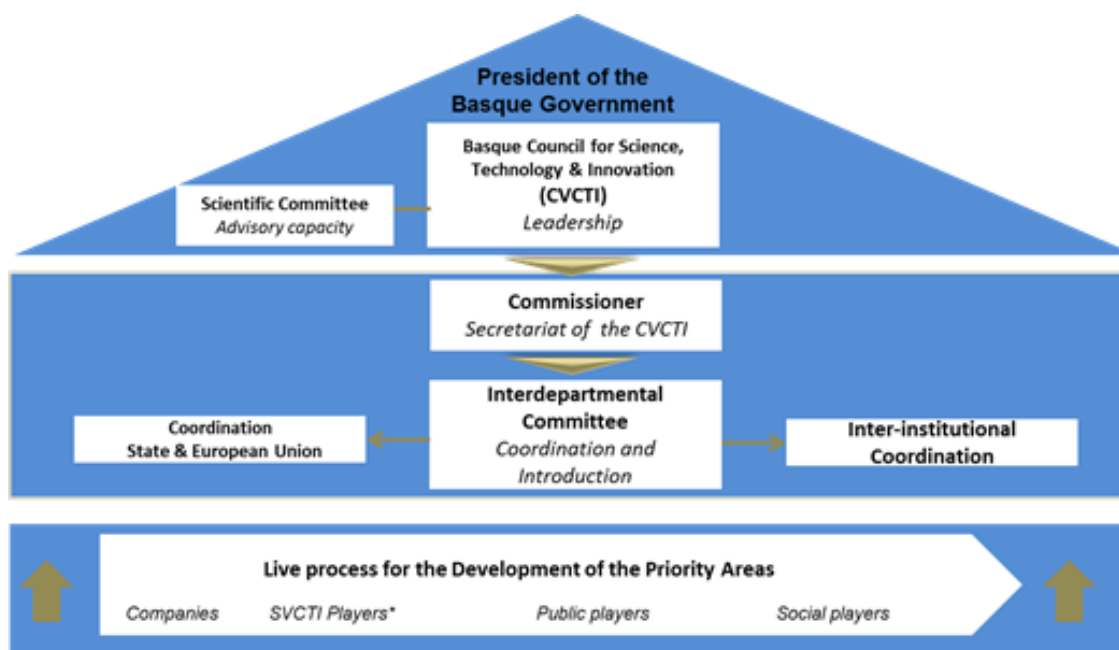 President of the
Basque Government
Basque Council for Science,
Technology & Innovation
(CVCTI)
Leadership
Scientific Committee
Advisory capacity
Commissioner
Secretariat of the CVCTI
Interdepartmental
Committee
Coordination and
Introduction
Coordination
State & European Union
Inter-institutional
Coordination
Live process for the Development of the Priority Areas
Companies SVCTI Players* Public players Social players